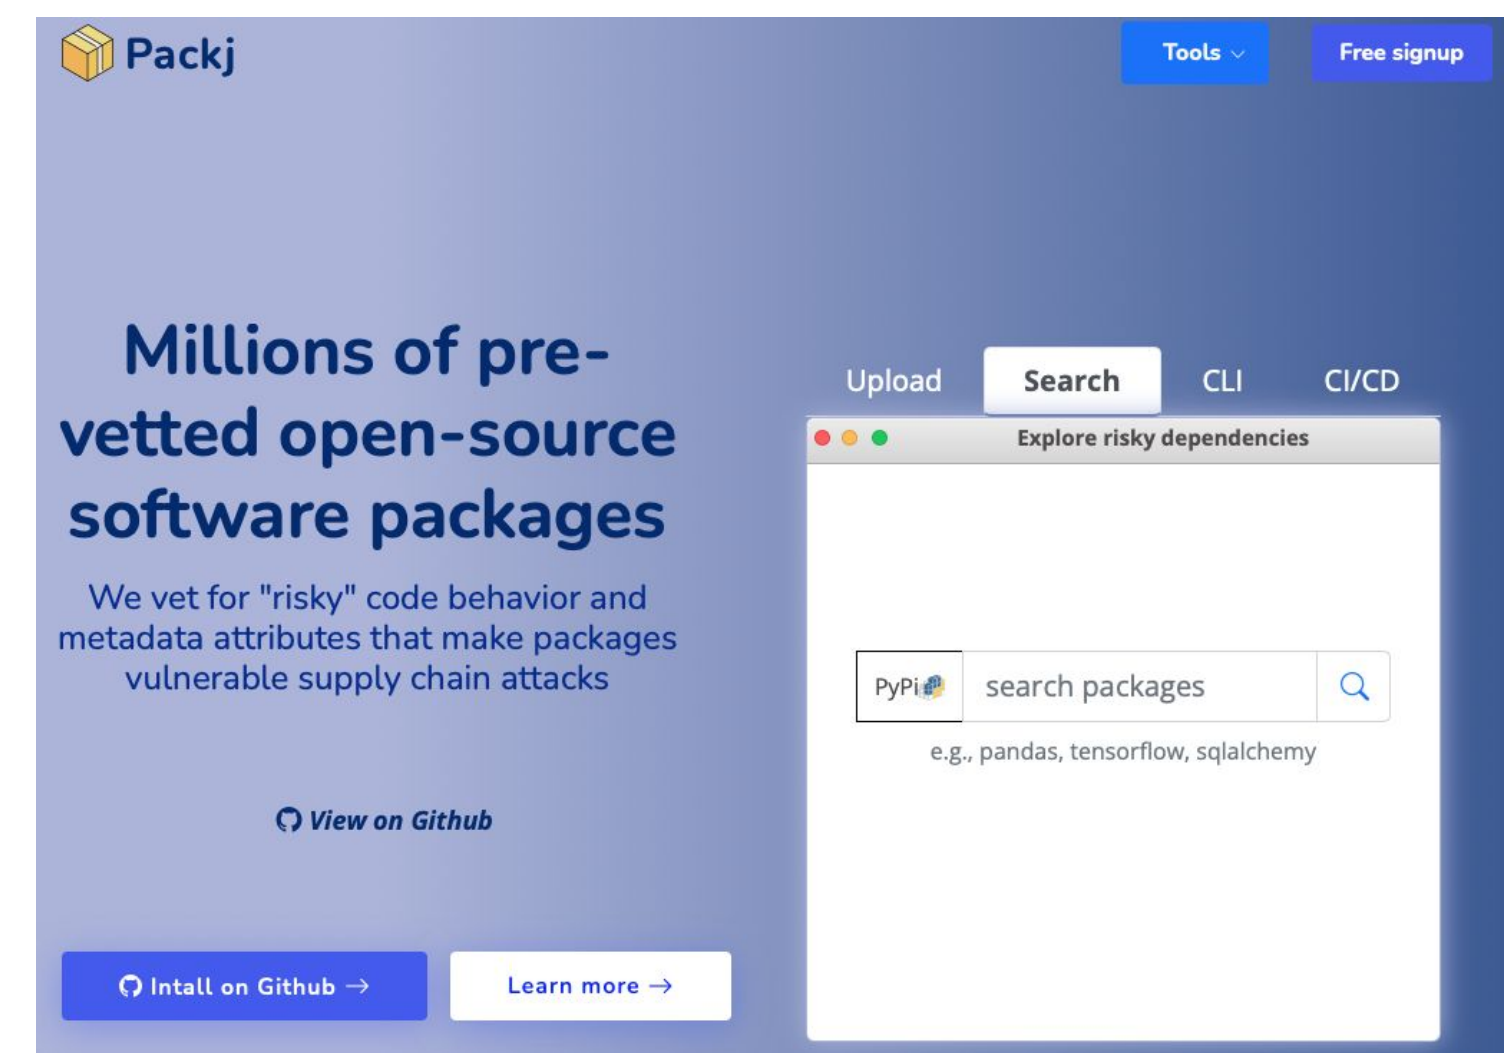 Packj
Tools
Free signup
Millions of pre-
vetted open-source
software packages
We vet for "risky" code behavior and
metadata attributes that make packages
vulnerable supply chain attacks
View on Github
Intall on Github →
Learn more →
Upload
Search
CLI
CI/CD
Explore risky dependencies
PyPi
search packages
e.g., pandas, tensorflow, sqlalchemy